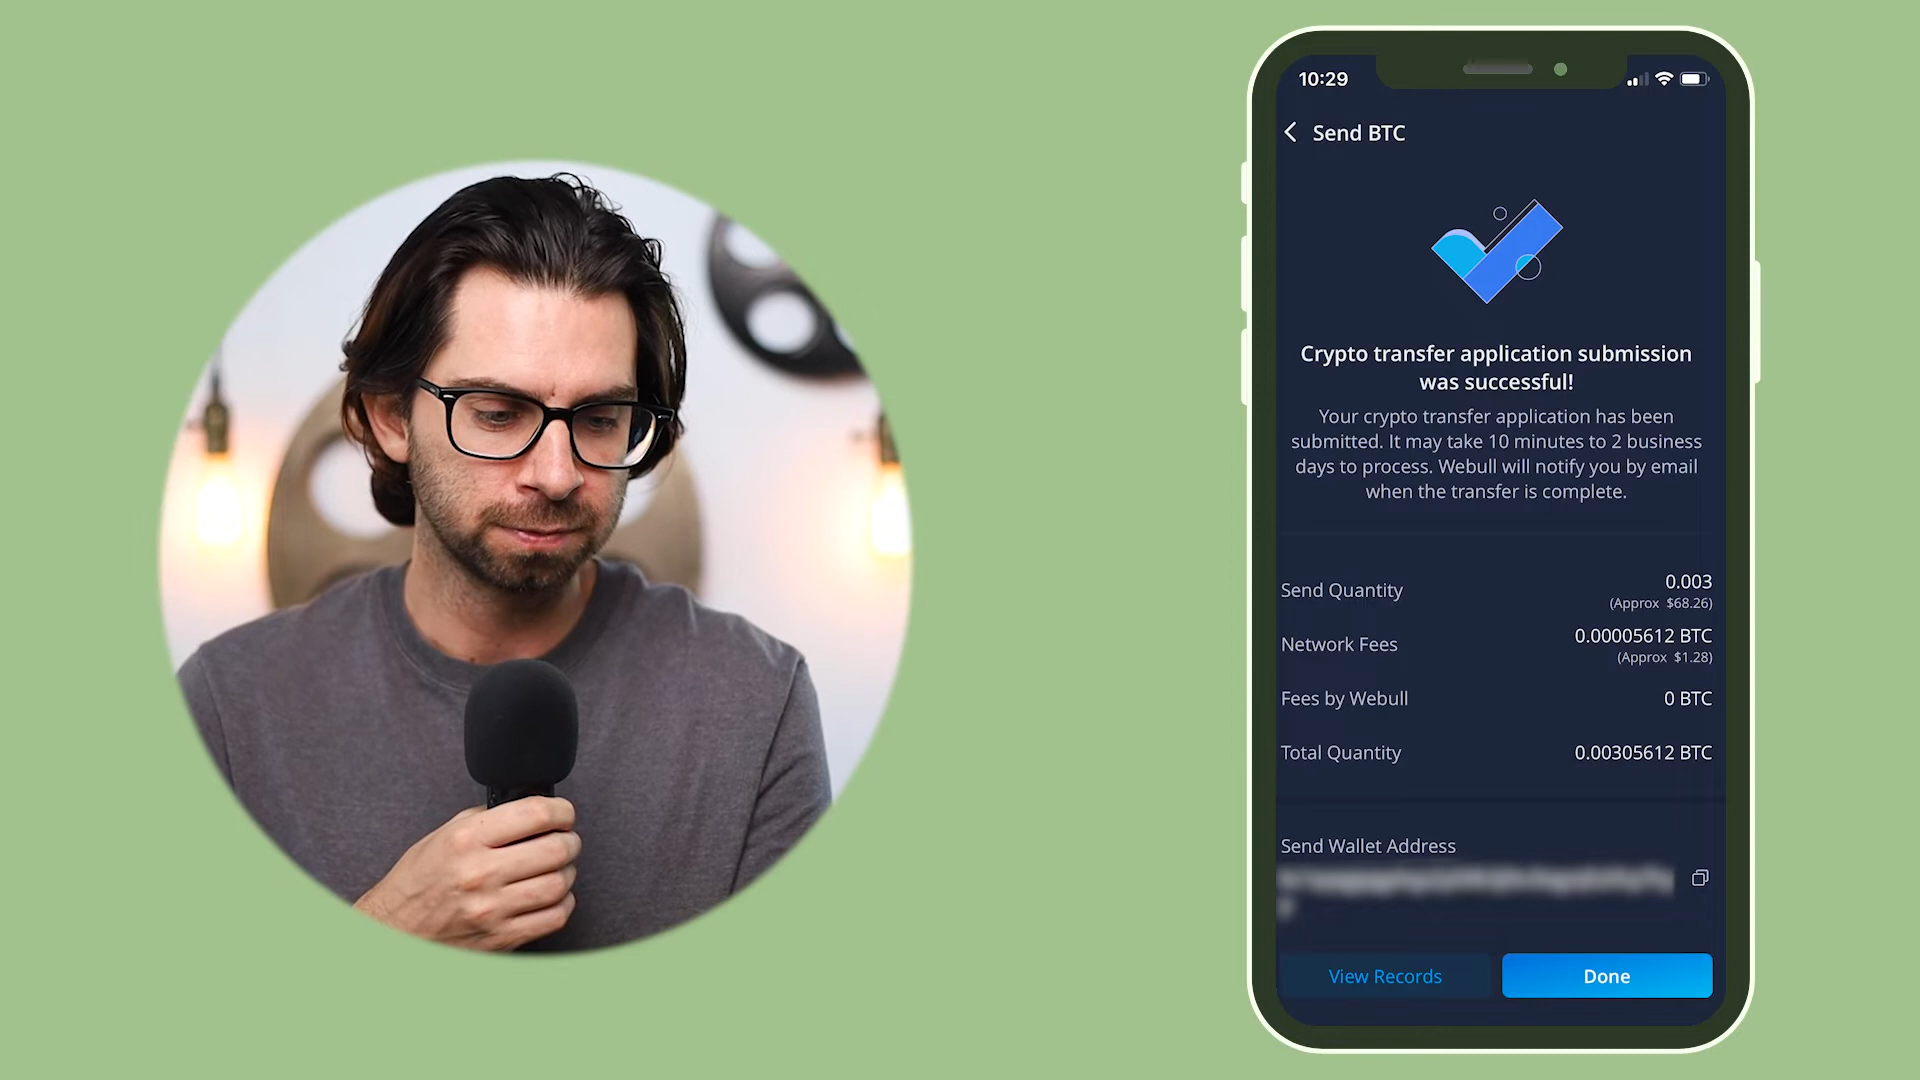 10:29
Send BTC
Crypto transfer application submission
was successful!
Your crypto transfer application has been
submitted. It may take 10 minutes to 2 business
days to process. Webull will notify you by email
when the transfer is complete.
Send Quantity
0.003
(Approx $68.26)
Network Fees
0.00005612 BTC
(Approx $1.28)
Fees by Webull
0 BTC
Total Quantity
0.00305612 BTC
Send Wallet Address
View Records
Done